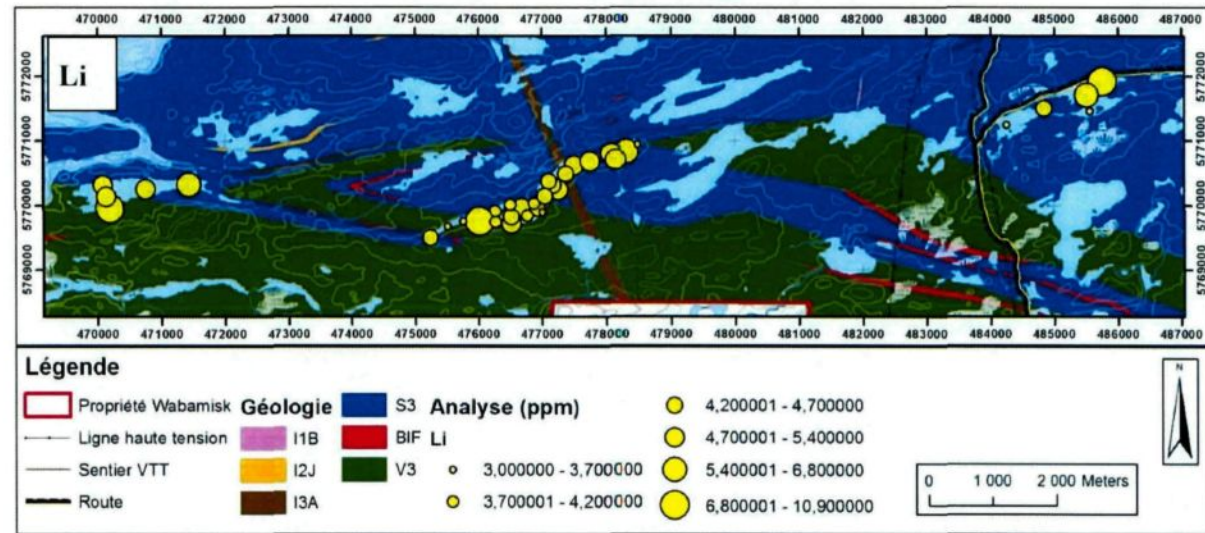 470000 471000 472000 473000 474000 475000 476000 477000 478000 479000 480000 481000 482000 483000 484000 485000 486000 487000
Li
5772000 5772000
5771000 5771000
5770000 5770000
5769000 5769000
470000 471000 472000 473000 474000 475000 476000 477000 478000 479000 480000 481000 482000 483000 484000 485000 486000 487000
Légende
Propriété Wabamisk
Ligne haute tension
Sentier VTT
Route
Géologie
I1B
I2J
I3A
S3
BIF
V3
Analyse (ppm)
Li
3,000000 - 3,700000
3,700001 - 4,200000
4,200001 - 4,700000
4,700001 - 5,400000
5,400001 - 6,800000
6,800001 - 10,900000
N
0 1 000 2 000 Meters